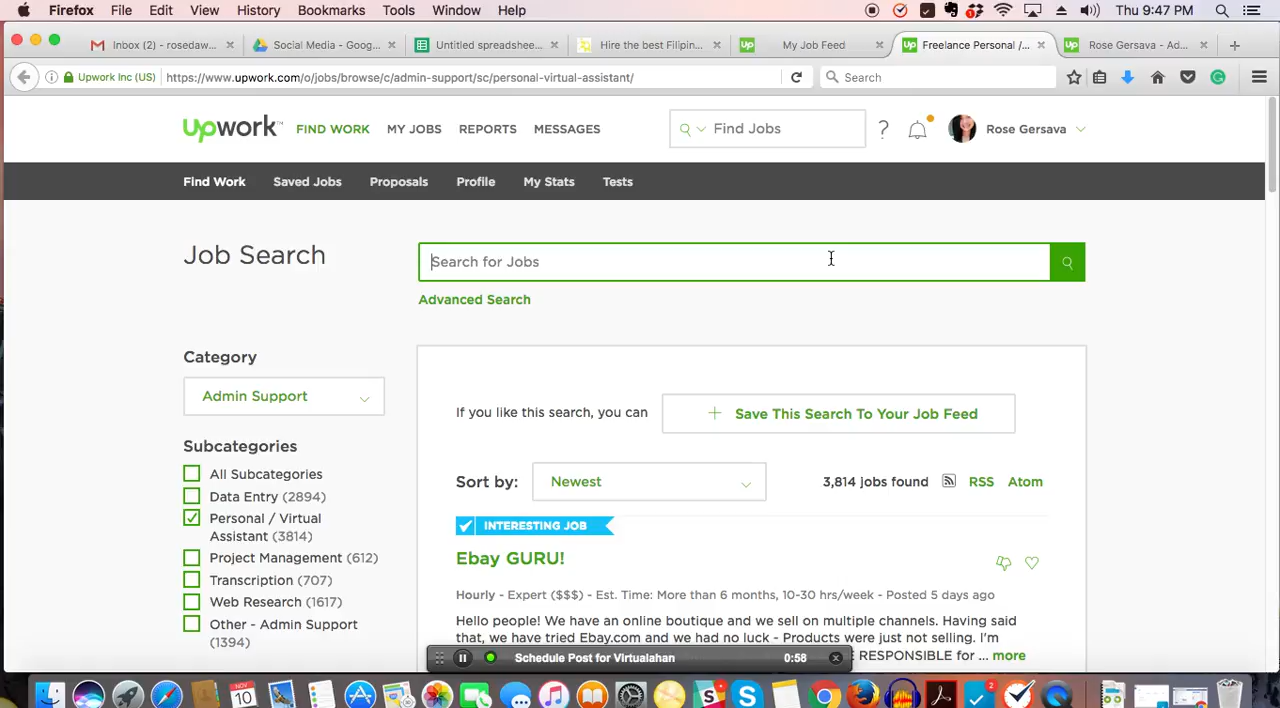 Firefox File Edit View History Bookmarks Tools Window Help Thu 9:47 PM
Inbox (2) - rosedaw... Social Media - Goog... Untitled spreadshee... Hire the best Filipin... My Job Feed Freelance Personal /... Rose Gersava - Ad...
Upwork Inc (US) https://www.upwork.com/o/jobs/browse/c/admin-support/sc/personal-virtual-assistant/ Search
upwork™ FIND WORK MY JOBS REPORTS MESSAGES Find Jobs ? Rose Gersava
Find Work Saved Jobs Proposals Profile My Stats Tests
Job Search
Search for Jobs
Advanced Search
Category
Admin Support
If you like this search, you can + Save This Search To Your Job Feed
Subcategories
All Subcategories
Data Entry (2894)
Personal / Virtual
Assistant (3814)
Project Management (612)
Transcription (707)
Web Research (1617)
Other - Admin Support
(1394)
Sort by: Newest 3,814 jobs found RSS Atom
INTERESTING JOB
Ebay GURU!
Hourly - Expert ($$$) - Est. Time: More than 6 months, 10-30 hrs/week - Posted 5 days ago
Hello people! We have an online boutique and we sell on multiple channels. Having said
that, we have tried Ebay.com and we had no luck - Products were just not selling. I'm
RESPONSIBLE for ... more
Schedule Post for Virtualahan 0:58
NOV
10
2